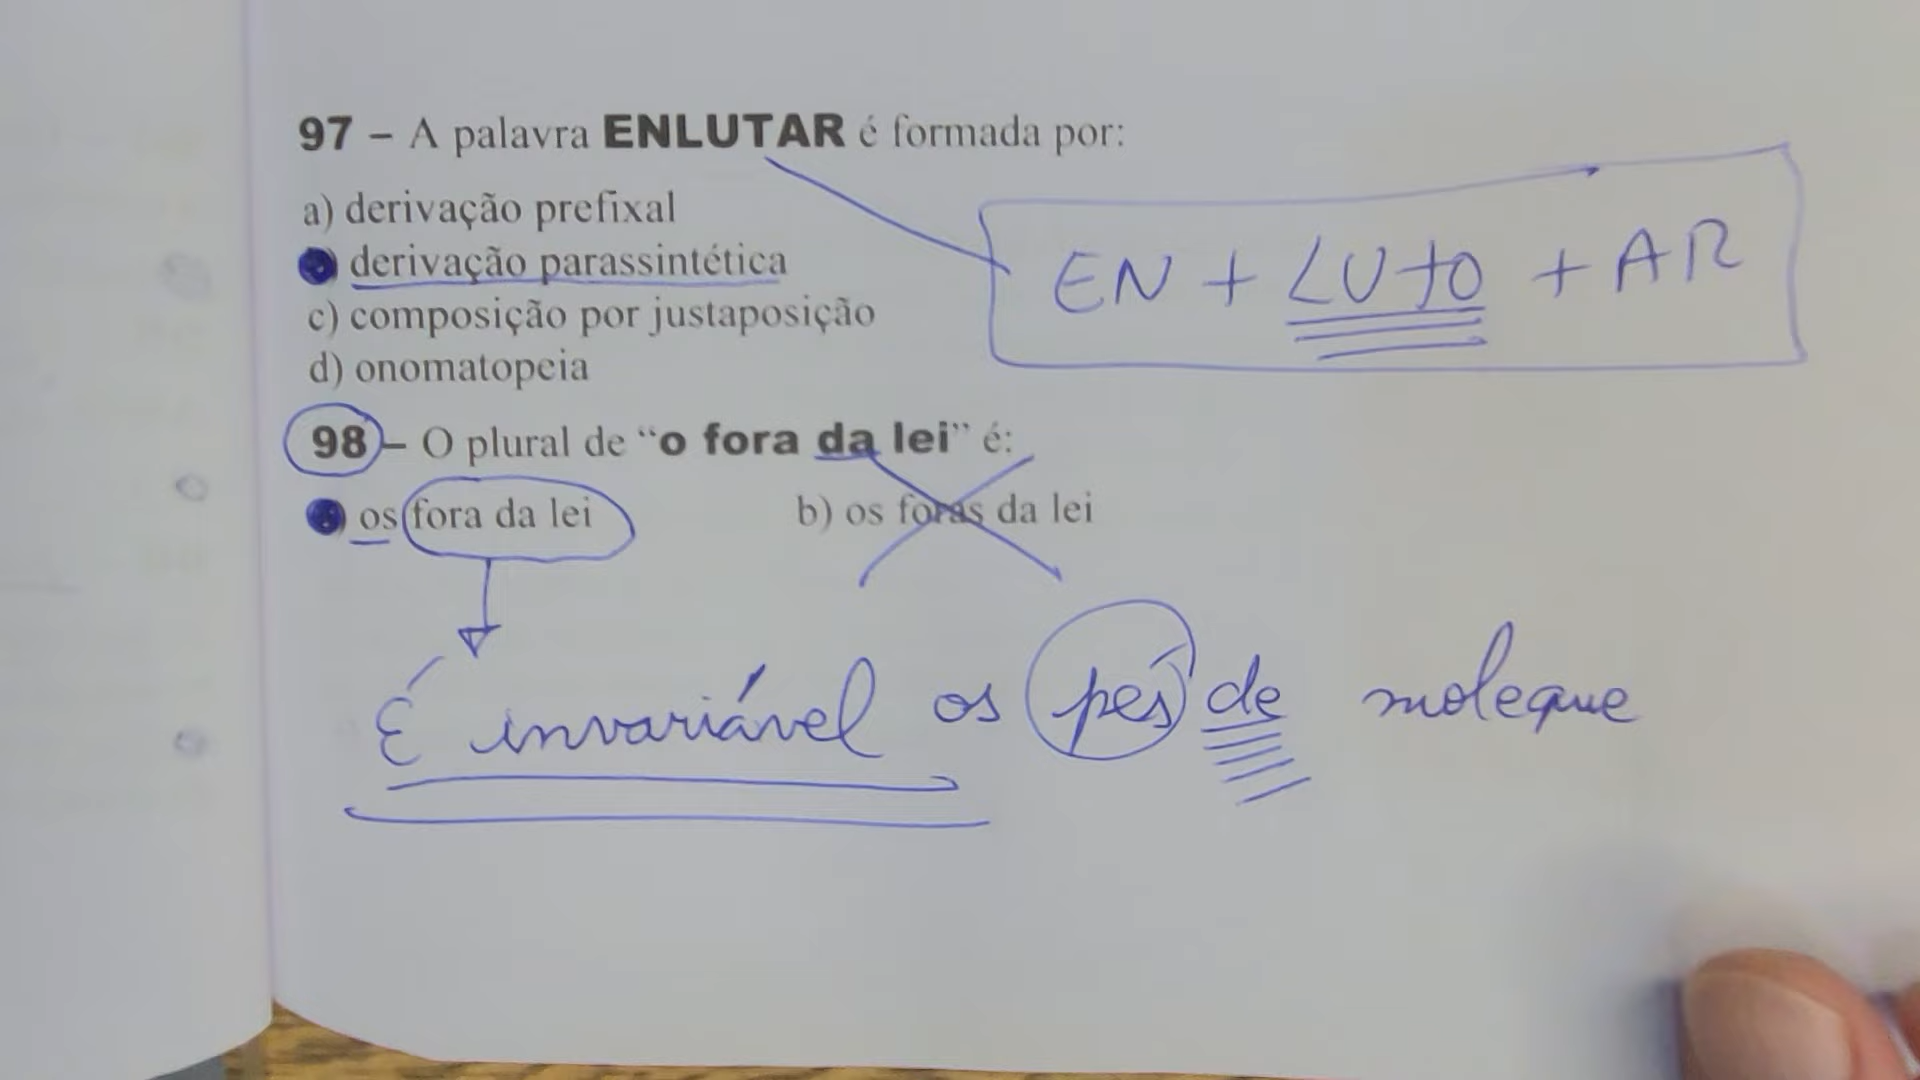 97 – A palavra ENLUTAR é formada por:
a) derivação prefixal
derivação parassintética
c) composição por justaposição
d) onomatopeia
EN + LUTO + AR
98 – O plural de “o fora da lei” é:
os fora da lei b) os foras da lei
É invariável os pés de moleque